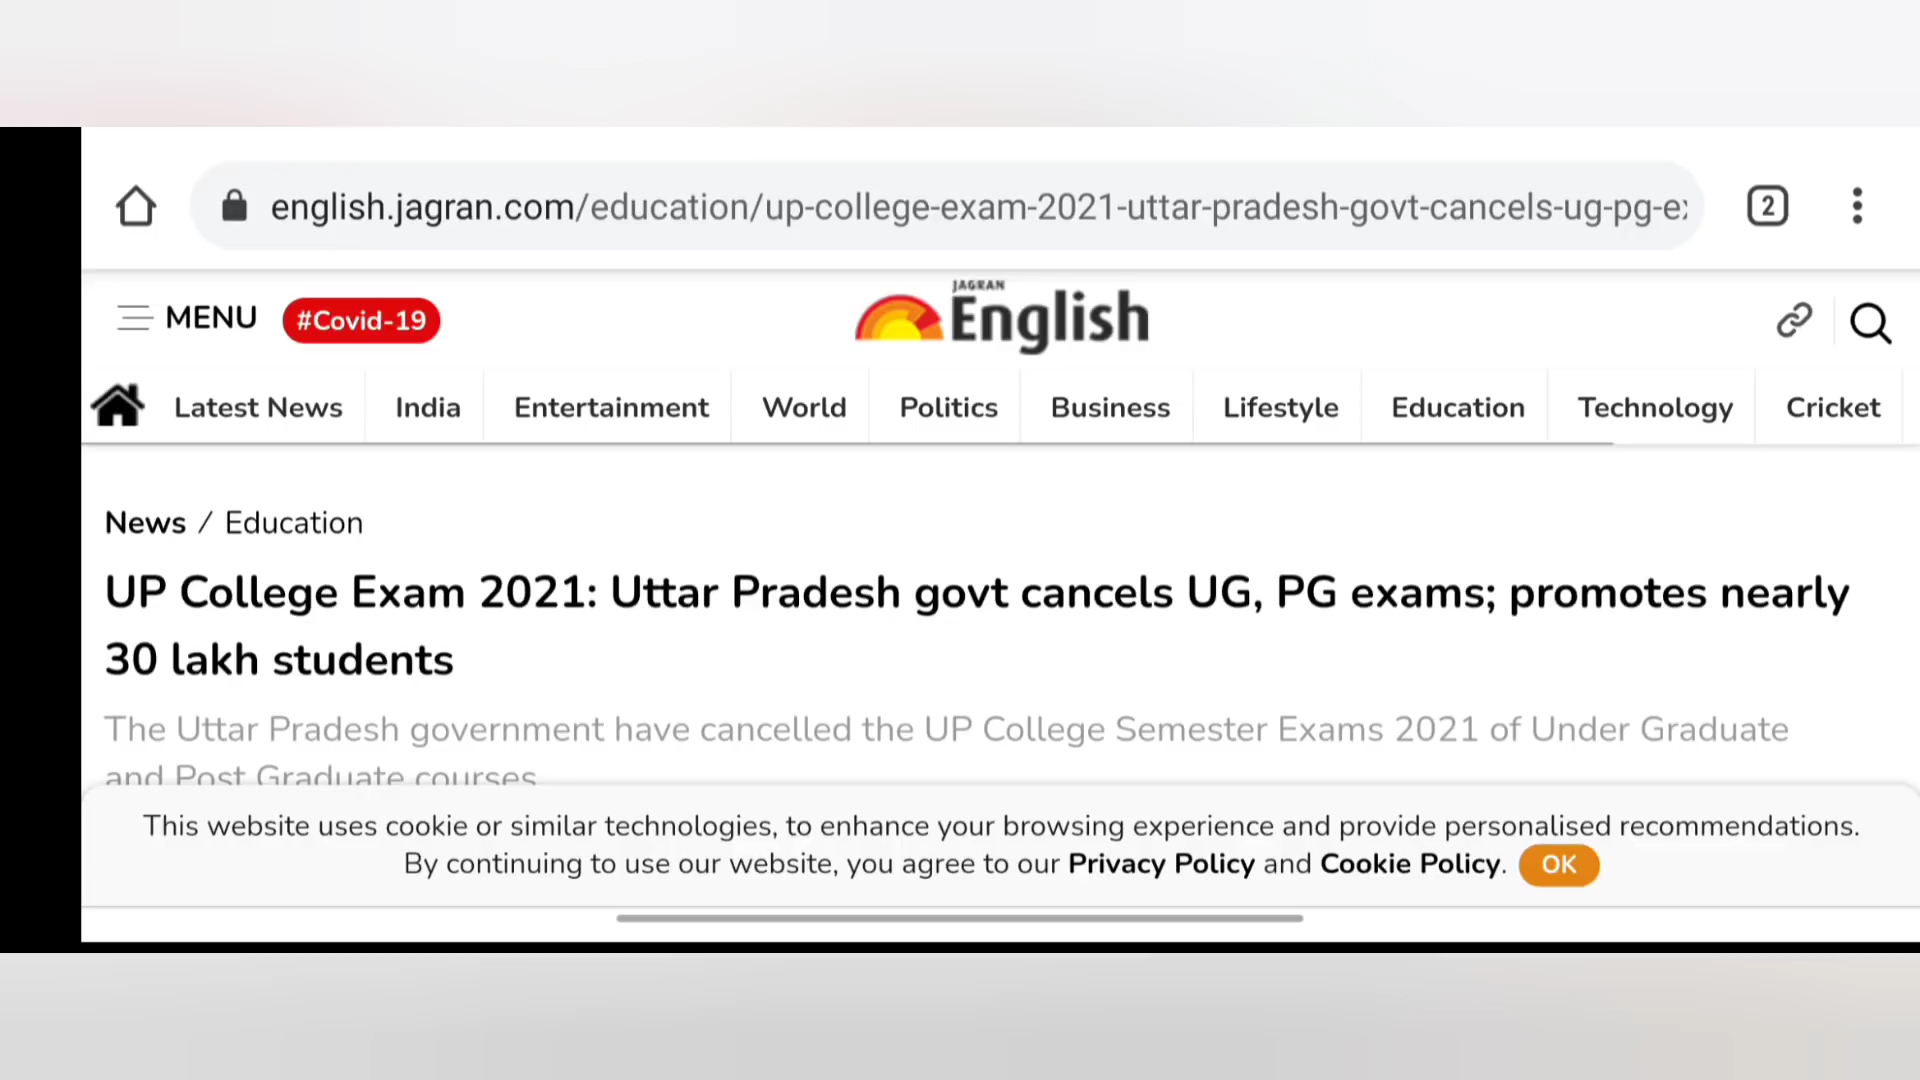 english.jagran.com/education/up-college-exam-2021-uttar-pradesh-govt-cancels-ug-pg-e
2
MENU
#Covid-19
JAGRAN
English
Latest News
India
Entertainment
World
Politics
Business
Lifestyle
Education
Technology
Cricket
News / Education
UP College Exam 2021: Uttar Pradesh govt cancels UG, PG exams; promotes nearly
30 lakh students
The Uttar Pradesh government have cancelled the UP College Semester Exams 2021 of Under Graduate
and Post Graduate courses
This website uses cookie or similar technologies, to enhance your browsing experience and provide personalised recommendations.
By continuing to use our website, you agree to our Privacy Policy and Cookie Policy. OK